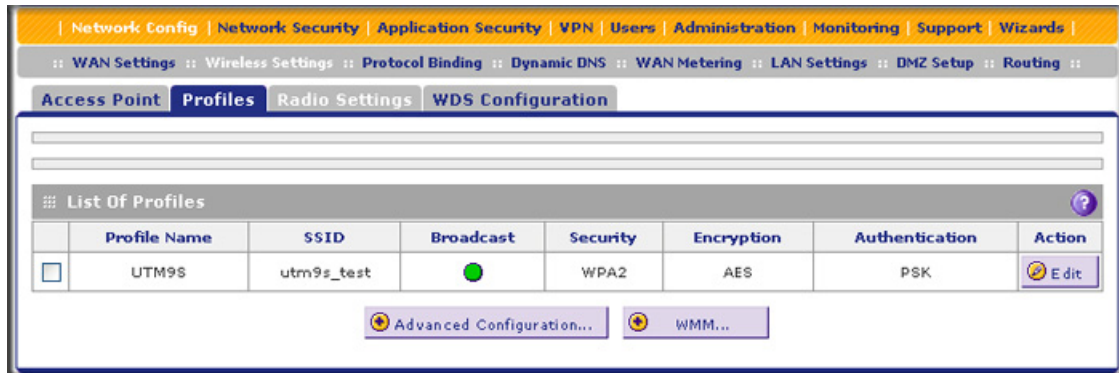 | Network Config | Network Security | Application Security | VPN | Users | Administration | Monitoring | Support | Wizards |
:: WAN Settings :: Wireless Settings :: Protocol Binding :: Dynamic DNS :: WAN Metering :: LAN Settings :: DMZ Setup :: Routing ::
Access Point Profiles Radio Settings WDS Configuration
List Of Profiles ?
Profile Name SSID Broadcast Security Encryption Authentication Action
UTM9S utm9s_test WPA2 AES PSK Edit
Advanced Configuration... WMM...